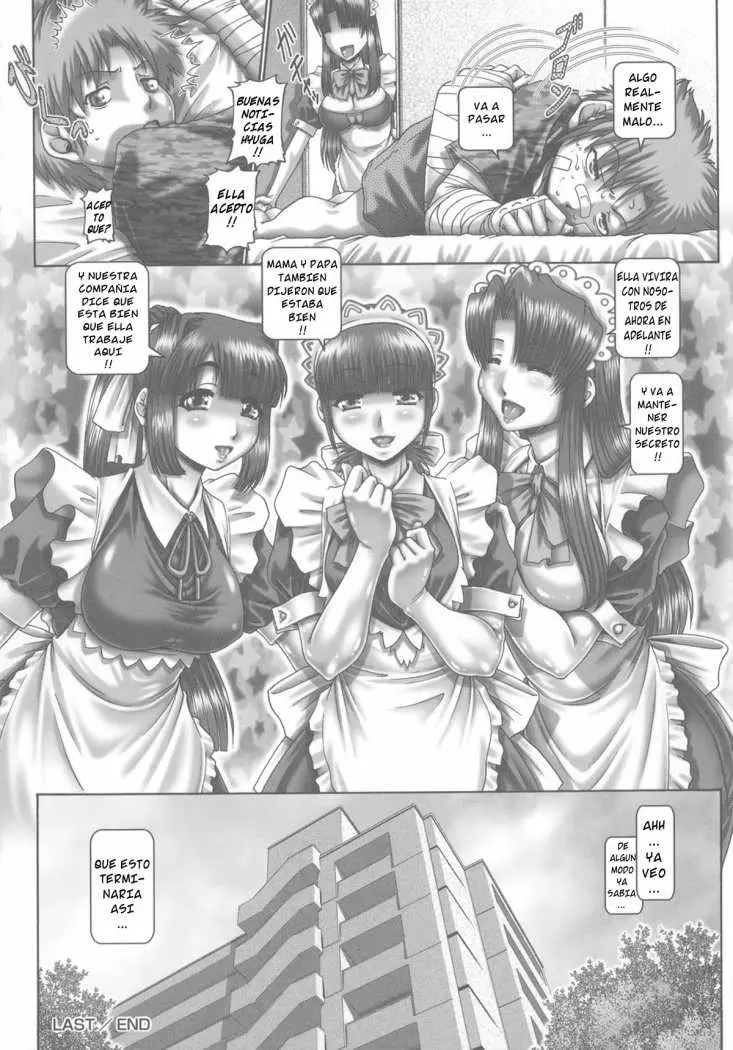 ALGO
REAL-
MENTE
MALO...
VA A
PASAR
...
BUENAS
NOTI-
CIAS
HYUGA
!!
ELLA
ACEPTO
!!
ACEP
TO
QUE?
ELLA VIVIRA
CON NOSO-
TROS DE
AHORA EN
ADELANTE
!!
Y VA A
MANTE-
NER
NUESTRO
SECRETO
!!
MAMA Y PAPA
TAMBIEN
DIJERON QUE
ESTABA
BIEN
!!
Y NUESTRA
COMPAÑIA
DICE QUE
ESTA BIEN
QUE ELLA
TRABAJE
AQUI
!!
AHH
...
YA
VEO
...
DE
ALGUN
MODO
YA
SABIA
...
QUE ESTO
TERMI-
NARIA
ASI
...
LAST / END